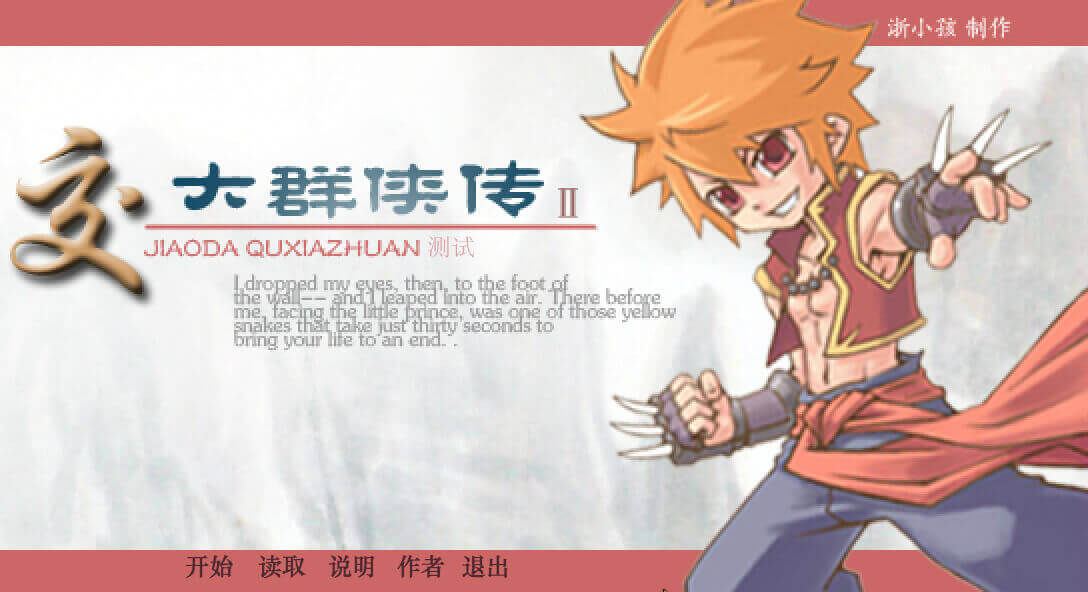 浙小孩 制作
交大群侠传 II
JIAODA QUXIAZHUAN 测试
I dropped my eyes, then, to the foot of
the wall-- and I leaped into the air. There before
me, facing the little prince, was one of those yellow
snakes that take just thirty seconds to
bring your life to an end.".
开始 读取 说明 作者 退出